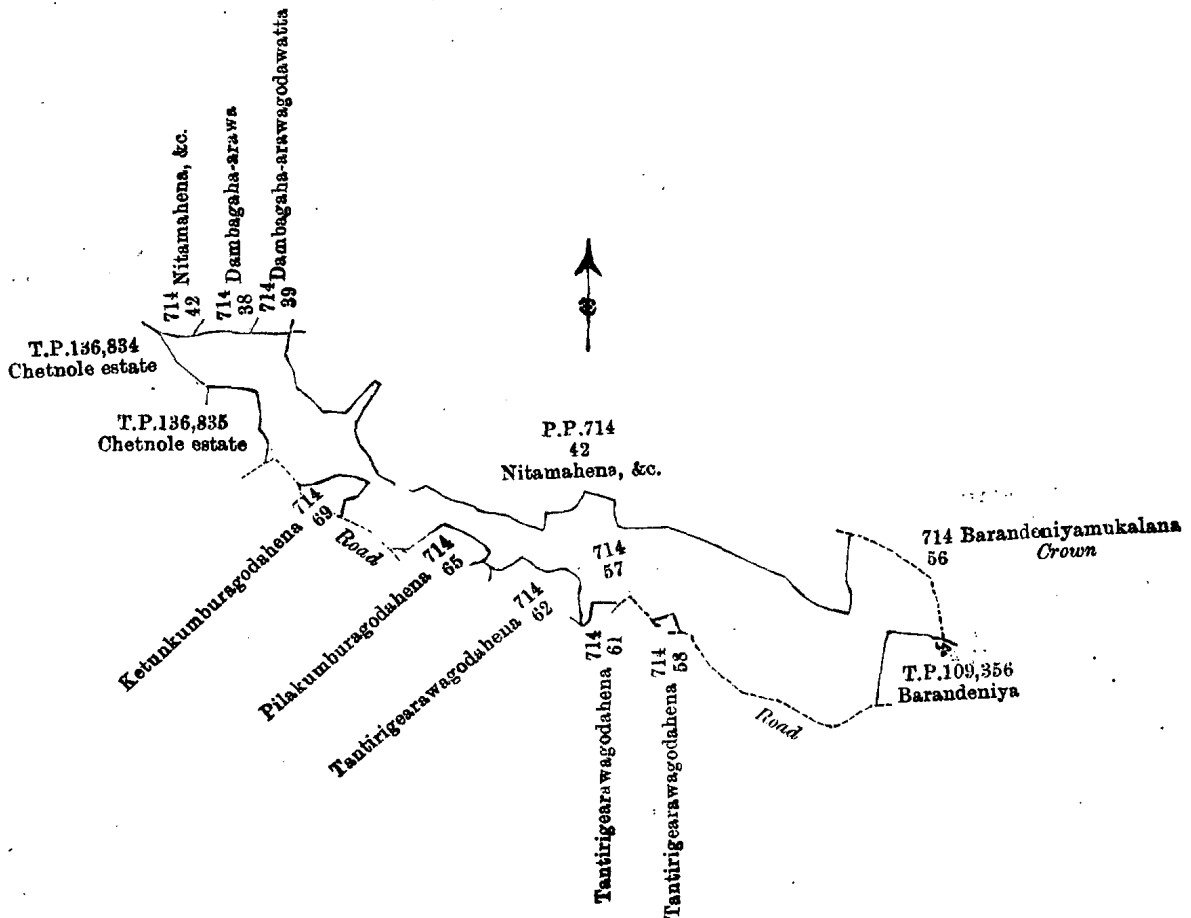 714 Nitamahena, &c.
42
714 Dambagaha-arawa
38
714 Dambagaha-arawagodawatta
39
T.P.136,834
Chetnole estate
T.P.136,835
Chetnole estate
P.P.714
42
Nitamahena, &c.
714 Barandeniyamukalana
56 Crown
714
57
Ketunkumburagodahena 714
69
Road
Pilakumburagodahena 714
65
Tantirigearawagodahena 714
62
Tantirigearawagodahena 714
61
Tantirigearawagodahena 714
58
T.P.109,356
Barandeniya
Road